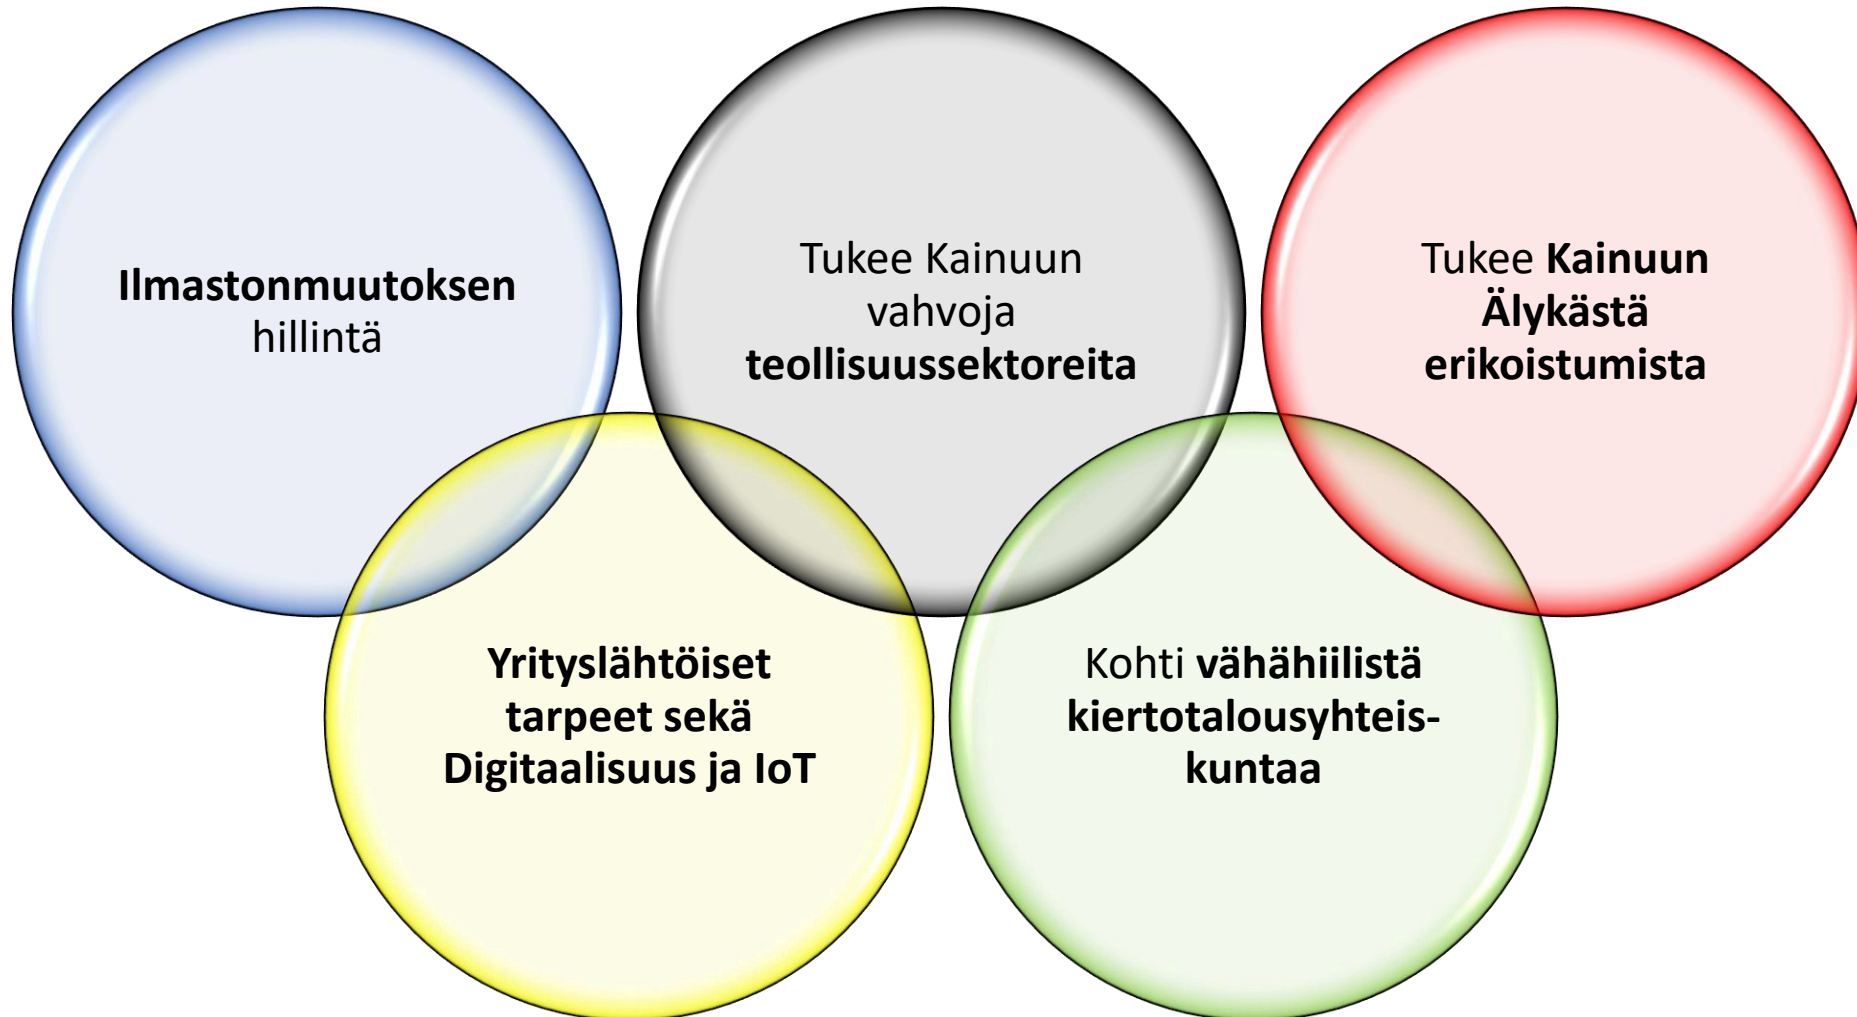 Ilmastonmuutoksen
hillintä
Tukee Kainuun
vahvoja
teollisuussektoreita
Tukee Kainuun
Älykästä
erikoistumista
Yrityslähtöiset
tarpeet sekä
Digitaalisuus ja IoT
Kohti vähähiilistä
kiertotalousyhteis-
kuntaa